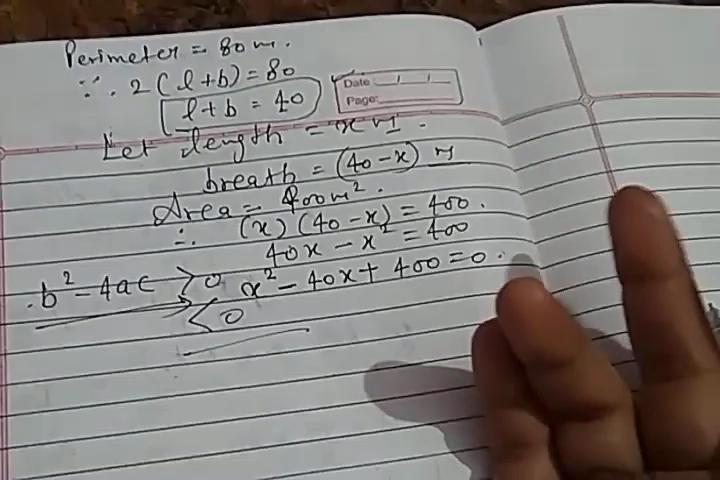 Perimeter = 80 m.
∵ 2(l+b) = 80
l+b = 40
Date / /
Page:
Let length = x m.
breath = (40-x) m
Area = 400 m².
∴ (x)(40-x) = 400.
40x - x² = 400
x² - 40x + 400 = 0.
b² - 4ac > 0
< 0